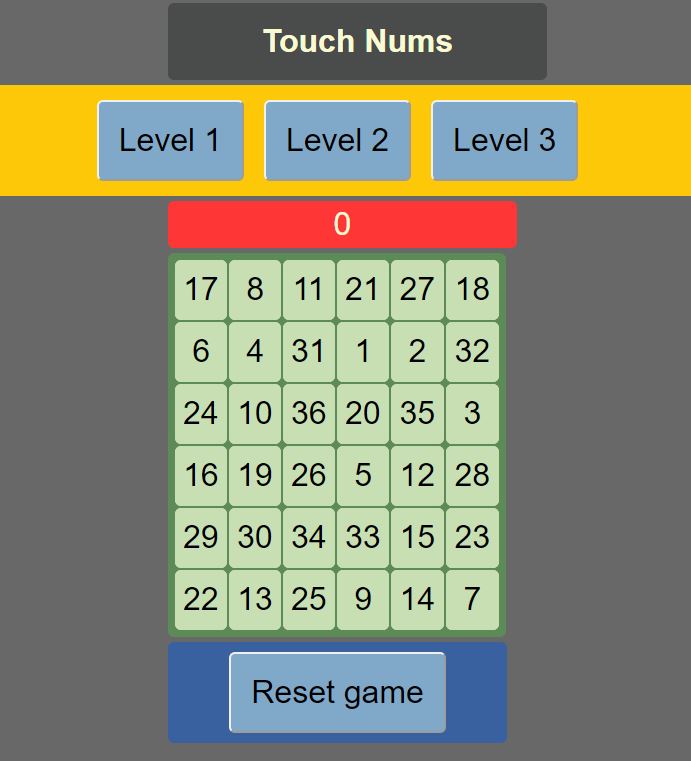 Touch Nums
Level 1 Level 2 Level 3
0
17 8 11 21 27 18
6 4 31 1 2 32
24 10 36 20 35 3
16 19 26 5 12 28
29 30 34 33 15 23
22 13 25 9 14 7
Reset game